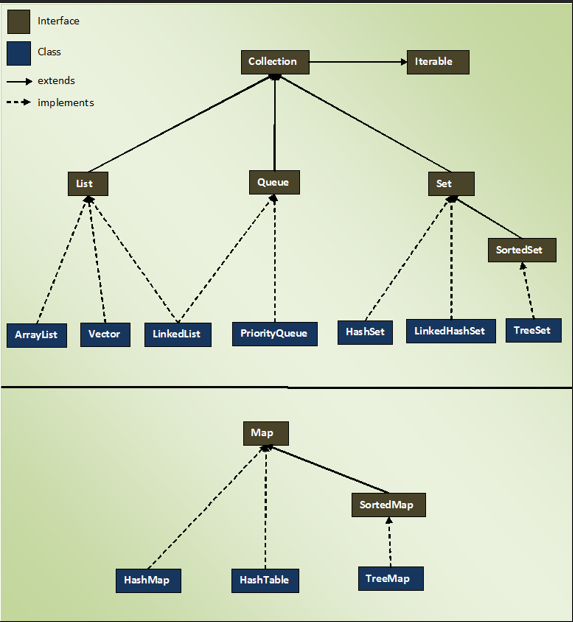 Interface
Class
extends
implements
Collection
Iterable
List
Queue
Set
SortedSet
ArrayList
Vector
LinkedList
PriorityQueue
HashSet
LinkedHashSet
TreeSet
Map
SortedMap
HashMap
HashTable
TreeMap